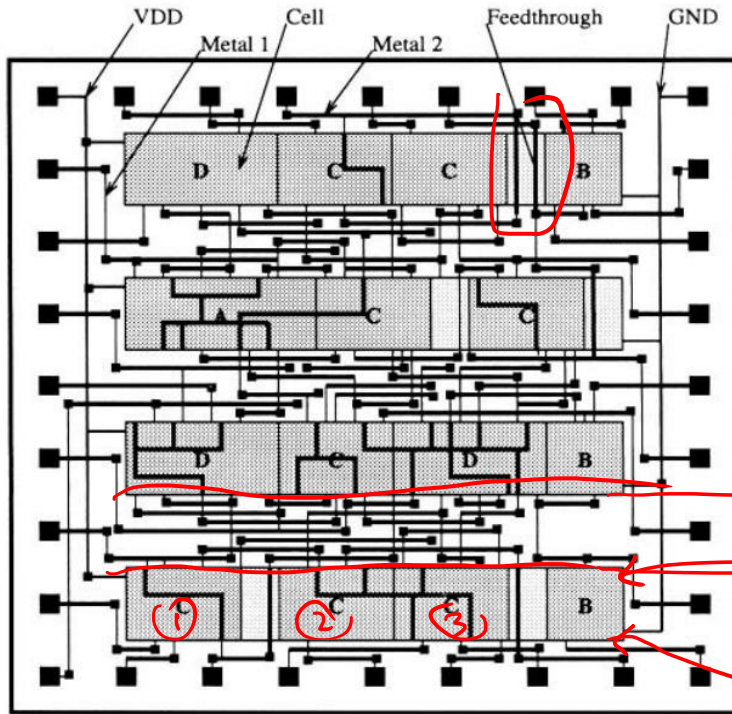 VDD Cell Feedthrough GND
Metal 1 Metal 2
D C C B
A C C
D C D B
C C C B
1 2 3